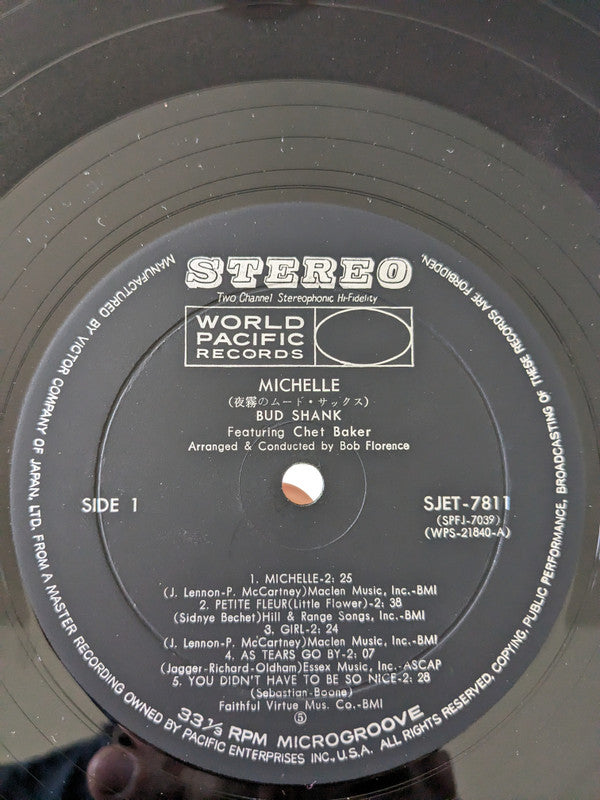 STEREO
Two Channel Stereophonic Hi-Fidelity
WORLD
PACIFIC
RECORDS
MICHELLE
(夜霧のムード・サックス)
BUD SHANK
Featuring Chet Baker
Arranged & Conducted by Bob Florence
SIDE 1
SJET-7811
(SPFJ-7039)
(WPS-21840-A)
1. MICHELLE-2: 25
(J. Lennon-P. McCartney)Maclen Music, Inc.-BMI
2. PETITE FLEUR(Little Flower)-2: 38
(Sidnye Bechet)Hill & Range Songs, Inc.-BMI
3. GIRL-2: 24
(J. Lennon-P. McCartney)Maclen Music, Inc.-BMI
4. AS TEARS GO BY-2: 07
(Jagger-Richard-Oldham)Essex Music, Inc.-ASCAP
5. YOU DIDN'T HAVE TO BE SO NICE-2: 28
(Sebastian-Boone)
Faithful Virtue Mus. Co.-BMI
⑤
33 1/3 RPM MICROGROOVE
MANUFACTURED BY VICTOR COMPANY OF JAPAN, LTD. FROM A MASTER RECORDING OWNED BY PACIFIC ENTERPRISES INC., U.S.A. ALL RIGHTS RESERVED. COPYING, PUBLIC PERFORMANCE, BROADCASTING OF THESE RECORDS ARE FORBIDDEN.